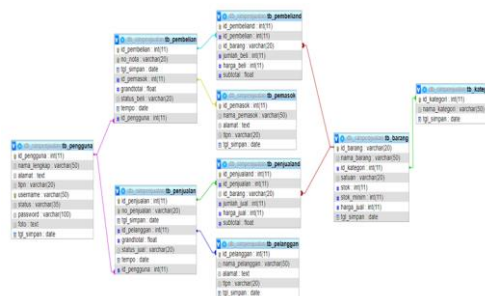 tb_pembelian
id_pembelian : int(11)
no_nota : varchar(20)
tgl_simpan : date
id_pemasok : int(11)
grandtotal : float
status_beli : varchar(20)
tempo : date
id_pengguna : int(11)
tb_pembeliand
id_pembeliand : int(11)
id_pembelian : int(11)
id_barang : varchar(20)
jumlah_beli : int(11)
harga_beli : int(11)
subtotal : float
tb_pemasok
id_pemasok : int(11)
nama_pemasok : varchar(50)
alamat : text
tlpn : varchar(20)
tgl_simpan : date
tb_kateg
id_kategori : int(11)
nama_kategori : varchar(50)
tgl_simpan : date
tb_pengguna
id_pengguna : int(11)
nama_lengkap : varchar(50)
alamat : text
tlpn : varchar(20)
username : varchar(50)
status : varchar(35)
password : varchar(100)
foto : text
tgl_simpan : date
tb_penjualan
id_penjualan : int(11)
no_penjualan : varchar(20)
tgl_simpan : date
id_pelanggan : int(11)
grandtotal : float
status_jual : varchar(20)
tempo : date
id_pengguna : int(11)
tb_penjualand
id_penjualand : int(11)
id_penjualan : int(11)
id_barang : varchar(20)
jumlah_jual : int(11)
harga_jual : int(11)
subtotal : float
tb_pelanggan
id_pelanggan : int(11)
nama_pelanggan : varchar(50)
alamat : text
tlpn : varchar(20)
tgl_simpan : date
tb_barang
id_barang : varchar(20)
nama_barang : varchar(50)
id_kategori : int(11)
satuan : varchar(20)
stok : int(11)
stok_minim : int(11)
harga_jual : int(11)
tgl_simpan : date